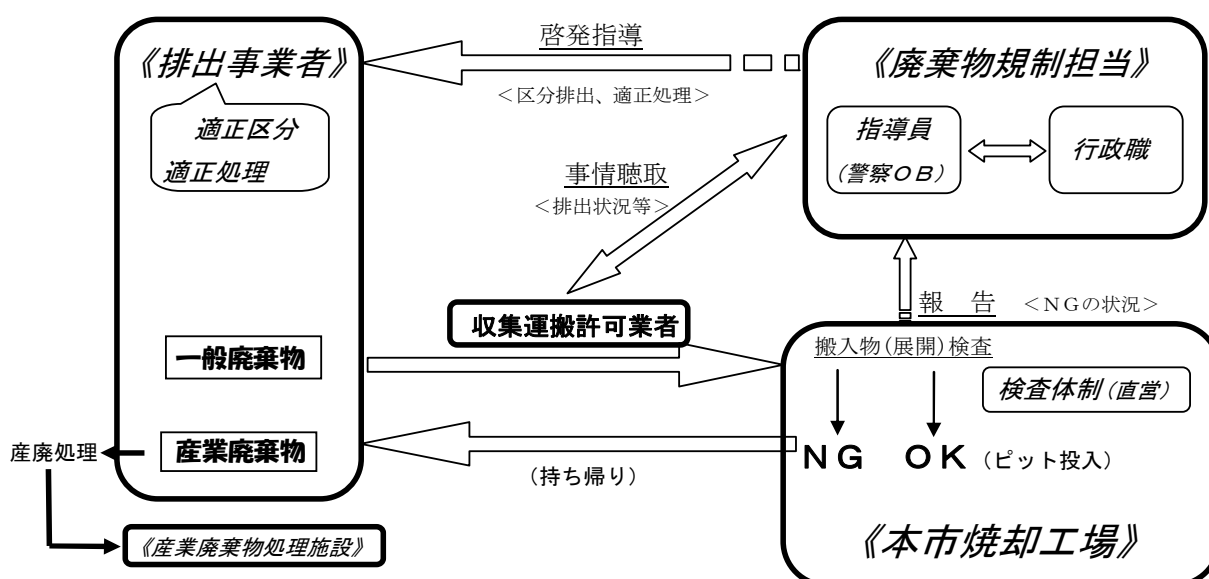 《排出事業者》
適正区分
適正処理
啓発指導
＜区分排出、適正処理＞
《廃棄物規制担当》
指導員
（警察ＯＢ）
行政職
事情聴取
＜排出状況等＞
収集運搬許可業者
報　告　＜ＮＧの状況＞
一般廃棄物
搬入物（展開）検査
検査体制（直営）
産業廃棄物
産廃処理
（持ち帰り）
ＮＧ　ＯＫ（ピット投入）
《産業廃棄物処理施設》
《本市焼却工場》